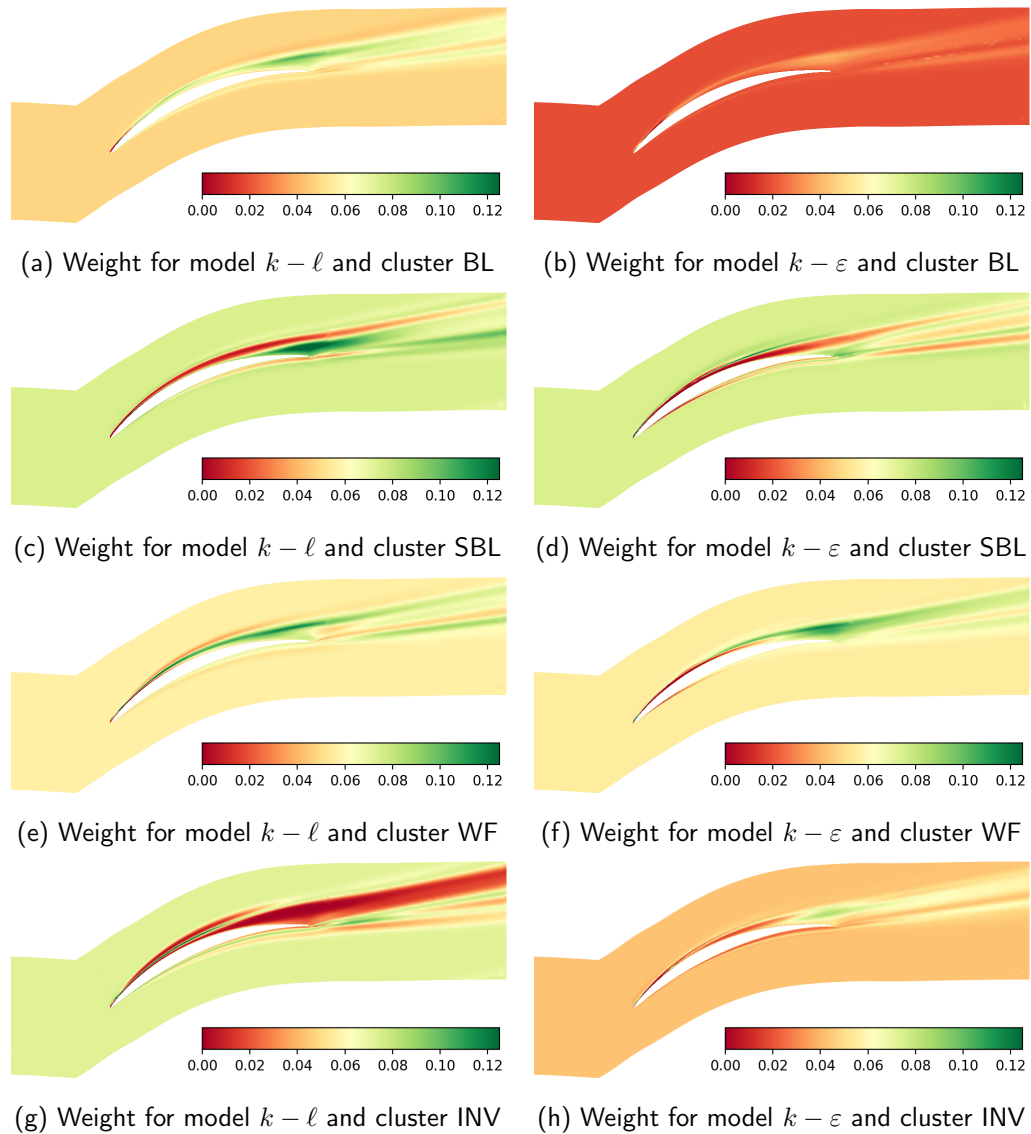 0.00 0.02 0.04 0.06 0.08 0.10 0.12
0.00 0.02 0.04 0.06 0.08 0.10 0.12
(a) Weight for model k − ℓ and cluster BL
(b) Weight for model k − ε and cluster BL
0.00 0.02 0.04 0.06 0.08 0.10 0.12
0.00 0.02 0.04 0.06 0.08 0.10 0.12
(c) Weight for model k − ℓ and cluster SBL
(d) Weight for model k − ε and cluster SBL
0.00 0.02 0.04 0.06 0.08 0.10 0.12
0.00 0.02 0.04 0.06 0.08 0.10 0.12
(e) Weight for model k − ℓ and cluster WF
(f) Weight for model k − ε and cluster WF
0.00 0.02 0.04 0.06 0.08 0.10 0.12
0.00 0.02 0.04 0.06 0.08 0.10 0.12
(g) Weight for model k − ℓ and cluster INV
(h) Weight for model k − ε and cluster INV